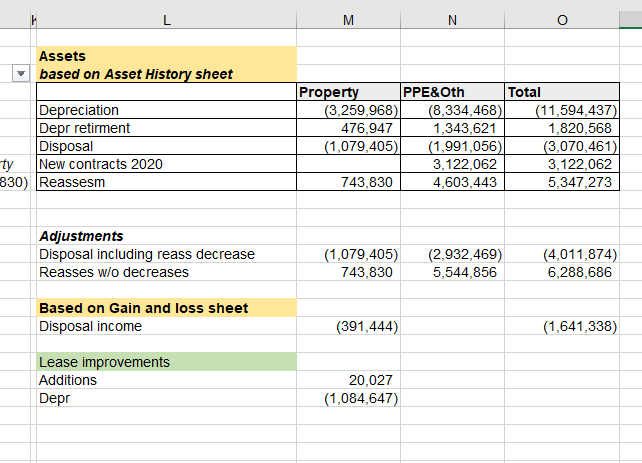 K L M N O
Assets
based on Asset History sheet
Property PPE&Oth Total
Depreciation (3,259,968) (8,334,468) (11,594,437)
Depr retirment 476,947 1,343,621 1,820,568
Disposal (1,079,405) (1,991,056) (3,070,461)
rty New contracts 2020 3,122,062 3,122,062
830) Reassesm 743,830 4,603,443 5,347,273
Adjustments
Disposal including reass decrease (1,079,405) (2,932,469) (4,011,874)
Reasses w/o decreases 743,830 5,544,856 6,288,686
Based on Gain and loss sheet
Disposal income (391,444) (1,641,338)
Lease improvements
Additions 20,027
Depr (1,084,647)